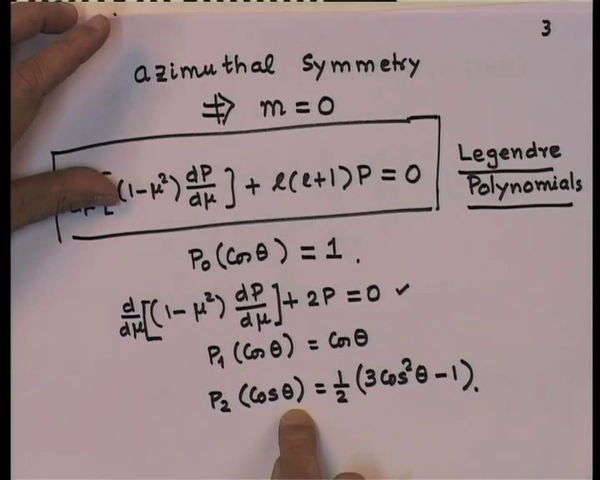 3
azimuthal symmetry
⇒ m = 0
[(1-μ²) dP/dμ] + ℓ(ℓ+1)P = 0
Legendre
Polynomials
P₀(Cosθ) = 1.
d/dμ[(1-μ²) dP/dμ] + 2P = 0 ✓
P₁(Cosθ) = Cosθ
P₂(Cosθ) = 1/2 (3Cos²θ-1).